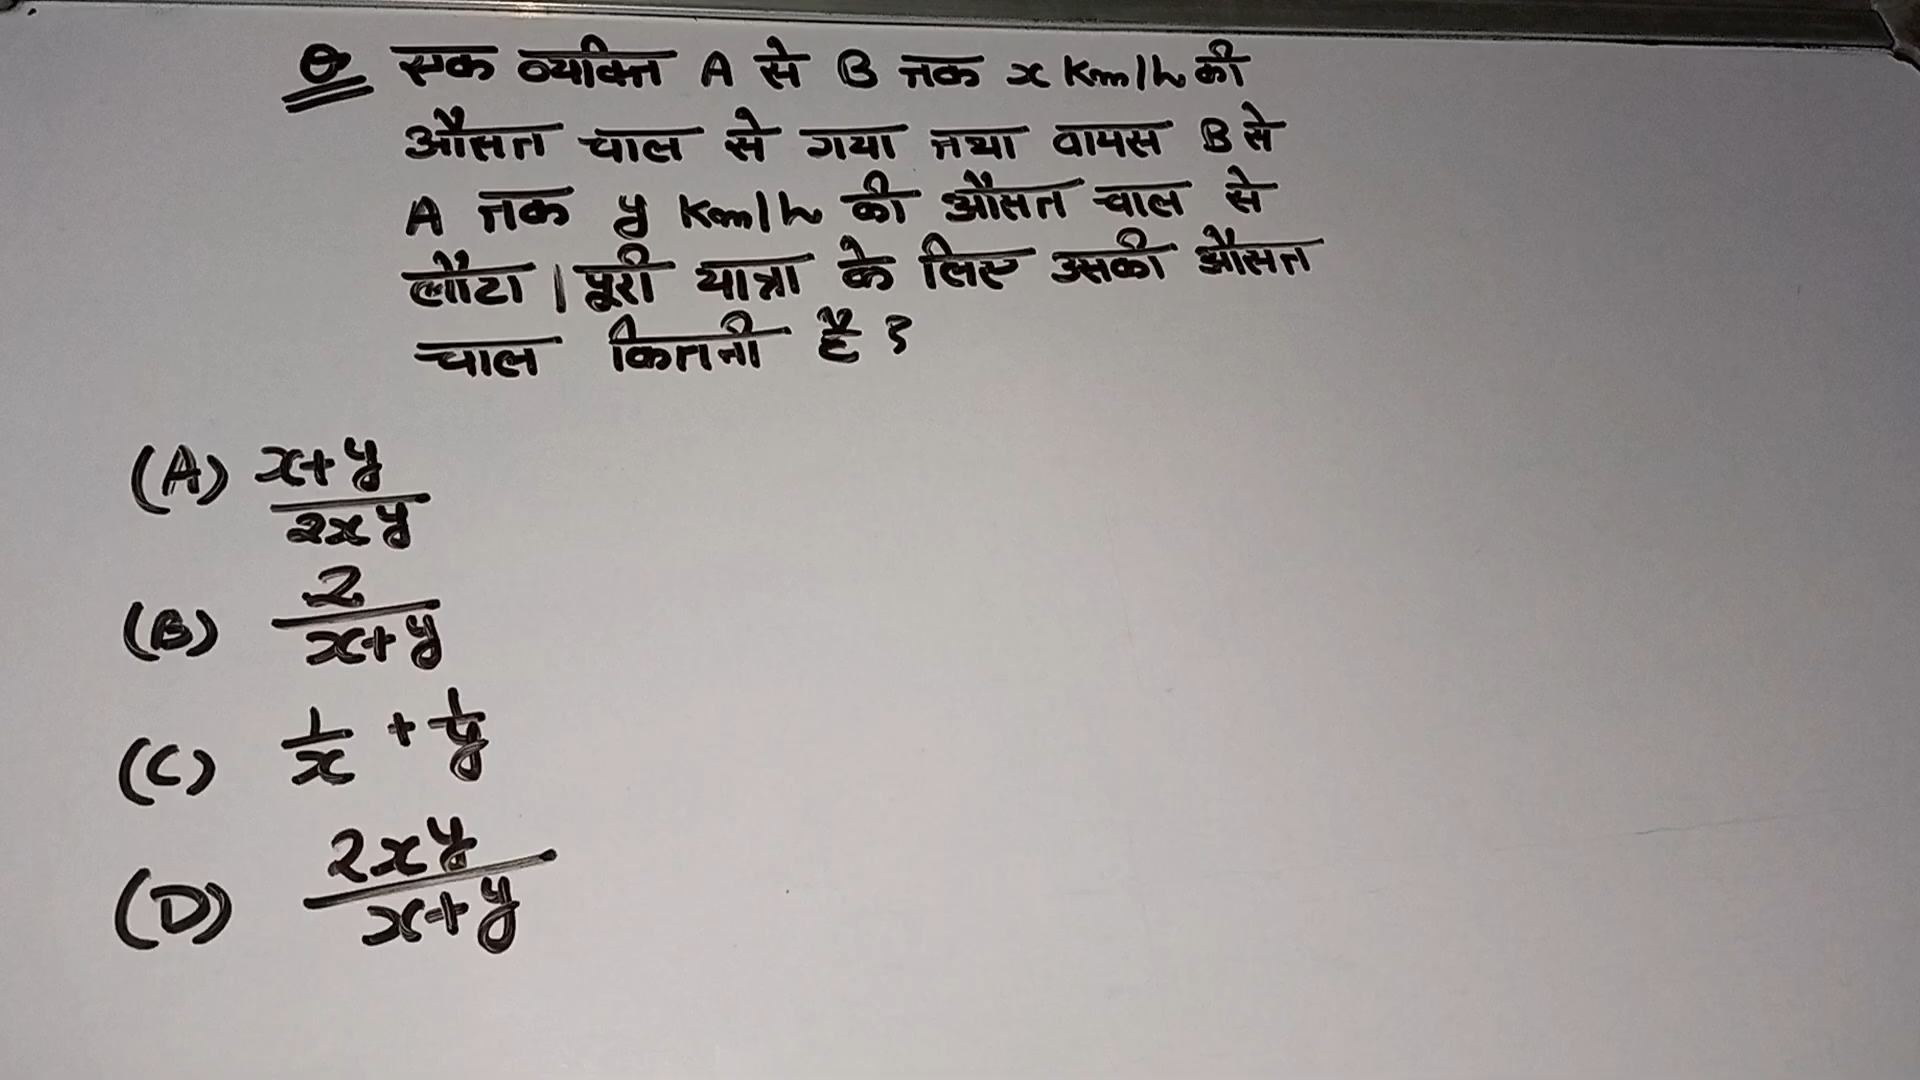 Q एक व्यक्ति A से B तक x Km/h की
औसत चाल से गया तथा वापस B से
A तक y Km/h की औसत चाल से
लौटा । पूरी यात्रा के लिए उसकी औसत
चाल कितनी है ?
(A) x+y/2xy
(B) 2/x+y
(C) 1/x + 1/y
(D) 2xy/x+y